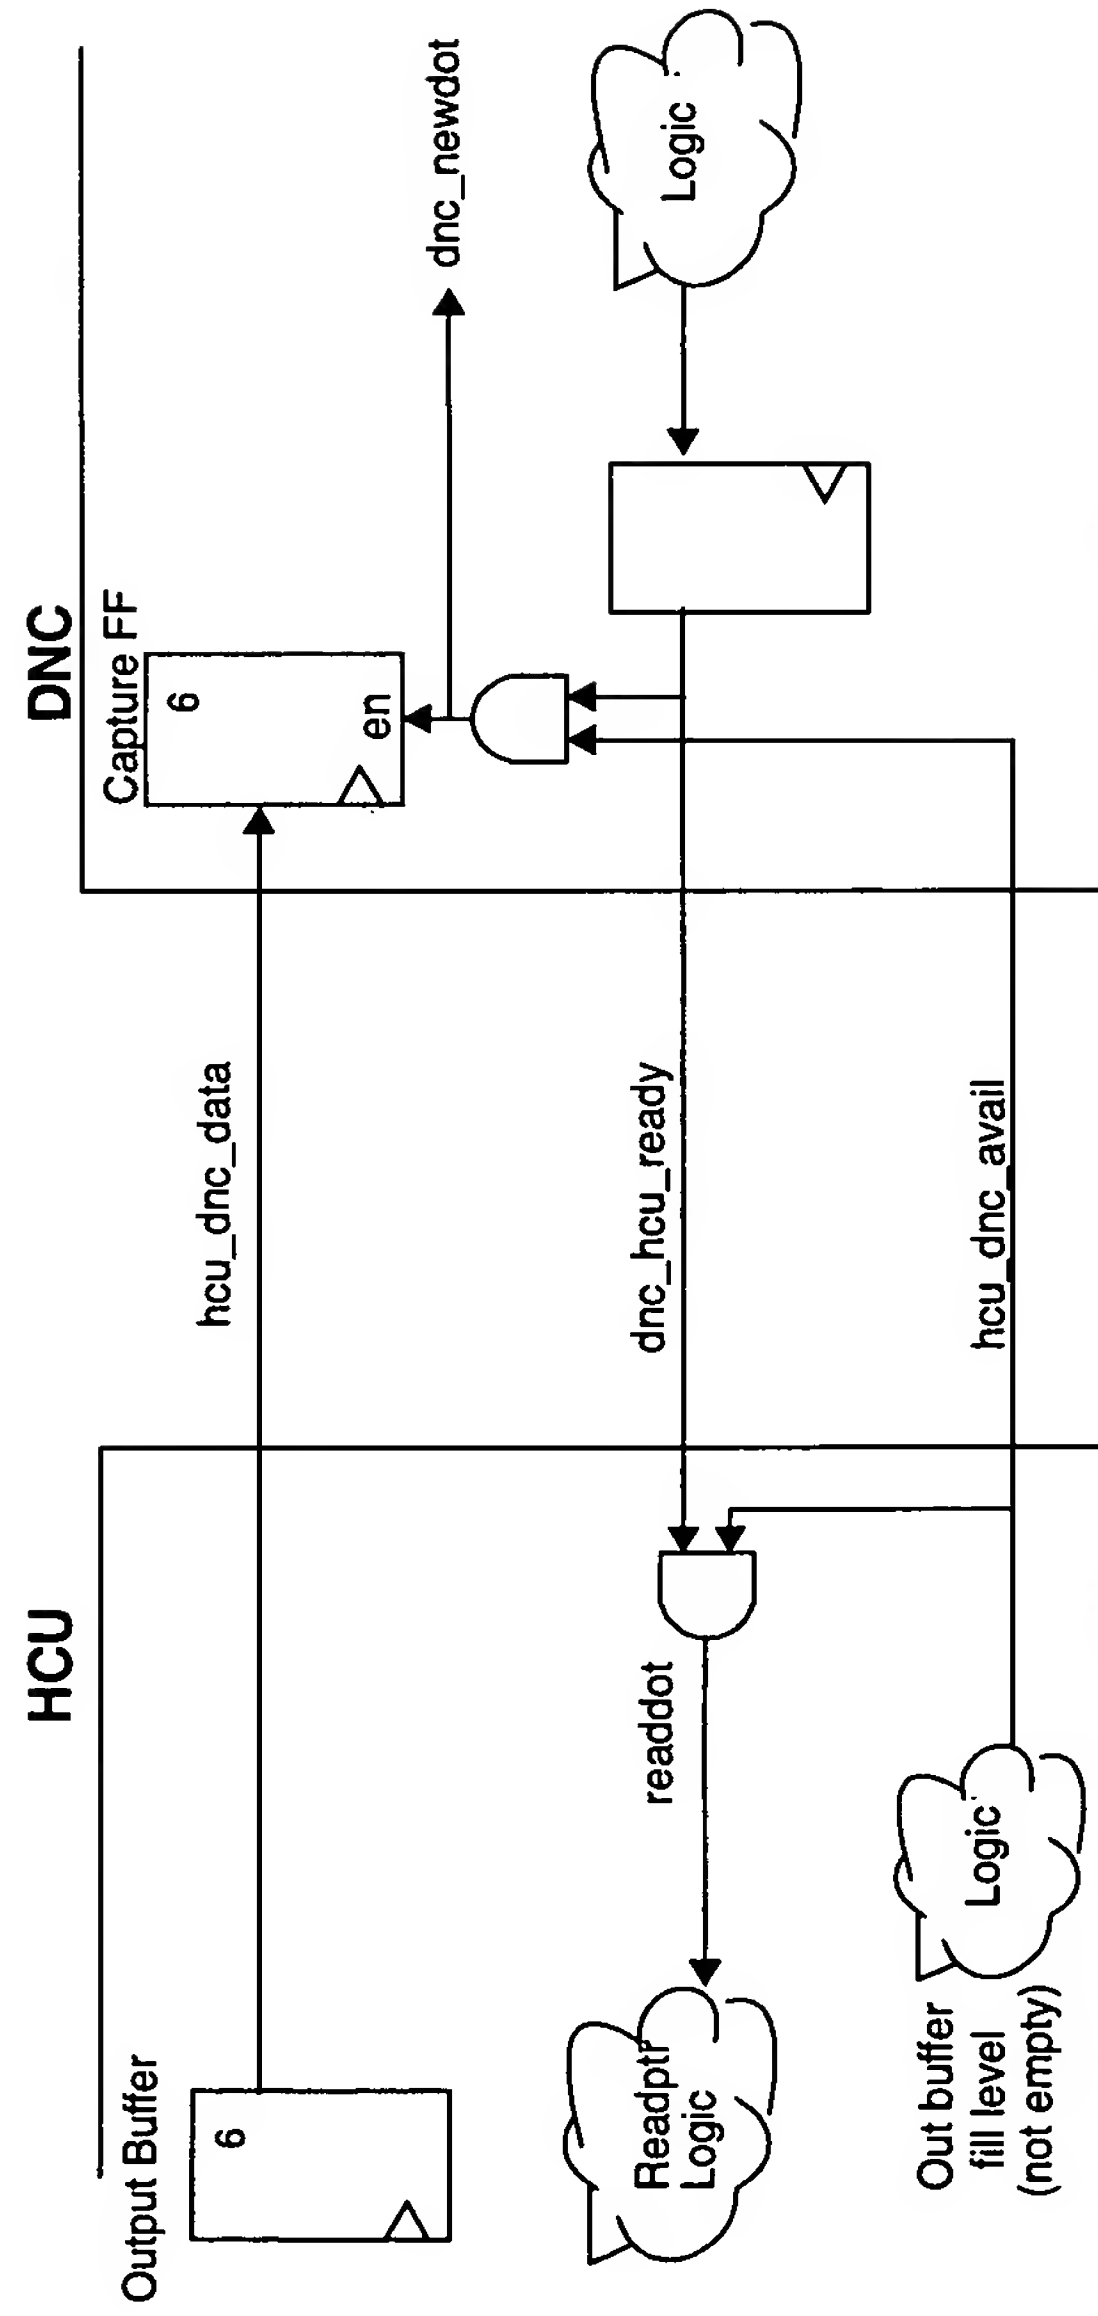 HCU
DNC
Output Buffer
6
hcu_dnc_data
Capture FF
6
en
dnc_newdot
Readptr
Logic
readdot
dnc_hcu_ready
Logic
Out buffer
fill level
(not empty)
Logic
hcu_dnc_avail